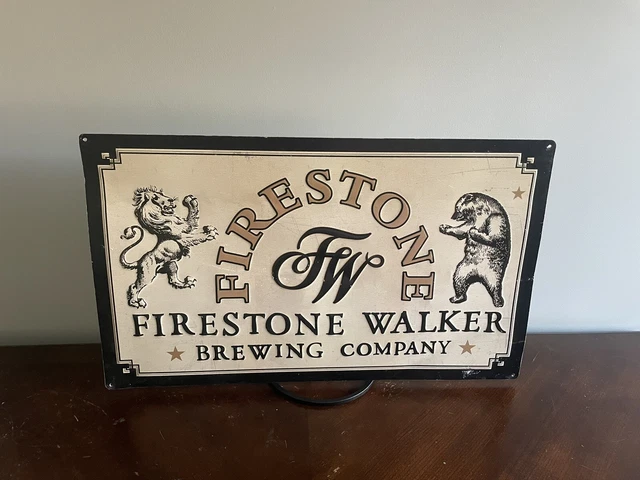 FIRESTONE
FW
FIRESTONE WALKER
BREWING COMPANY